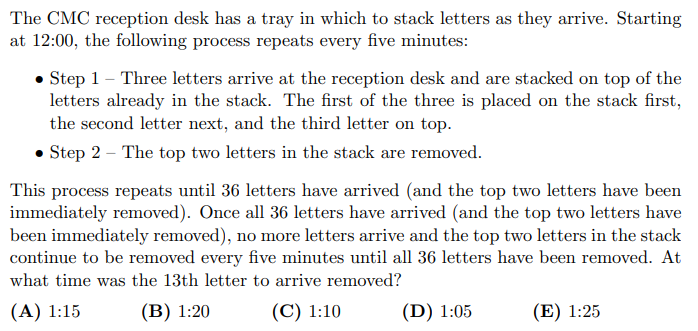 The CMC reception desk has a tray in which to stack letters as they arrive. Starting
at 12:00, the following process repeats every five minutes:
• Step 1 – Three letters arrive at the reception desk and are stacked on top of the
letters already in the stack. The first of the three is placed on the stack first,
the second letter next, and the third letter on top.
• Step 2 – The top two letters in the stack are removed.
This process repeats until 36 letters have arrived (and the top two letters have been
immediately removed). Once all 36 letters have arrived (and the top two letters have
been immediately removed), no more letters arrive and the top two letters in the stack
continue to be removed every five minutes until all 36 letters have been removed. At
what time was the 13th letter to arrive removed?
(A) 1:15 (B) 1:20 (C) 1:10 (D) 1:05 (E) 1:25